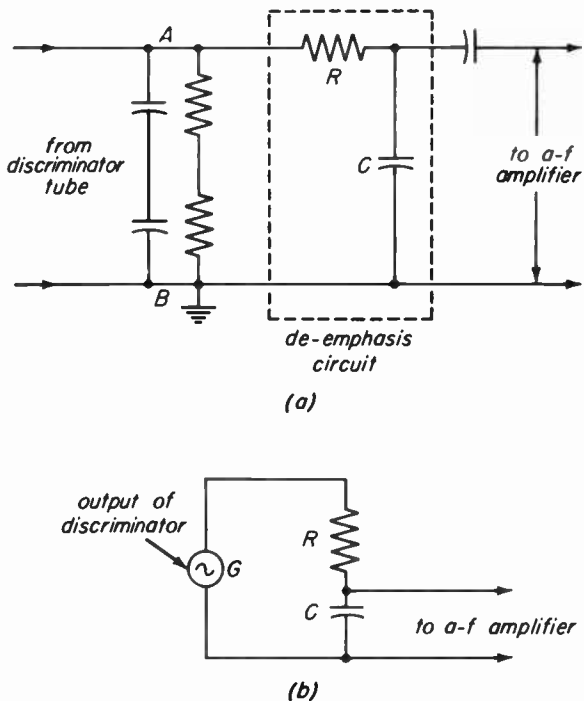 A
R
from
discriminator
tube
C
to a-f
amplifier
B
de-emphasis
circuit
(a)
output of
discriminator
R
G
C
to a-f amplifier
(b)